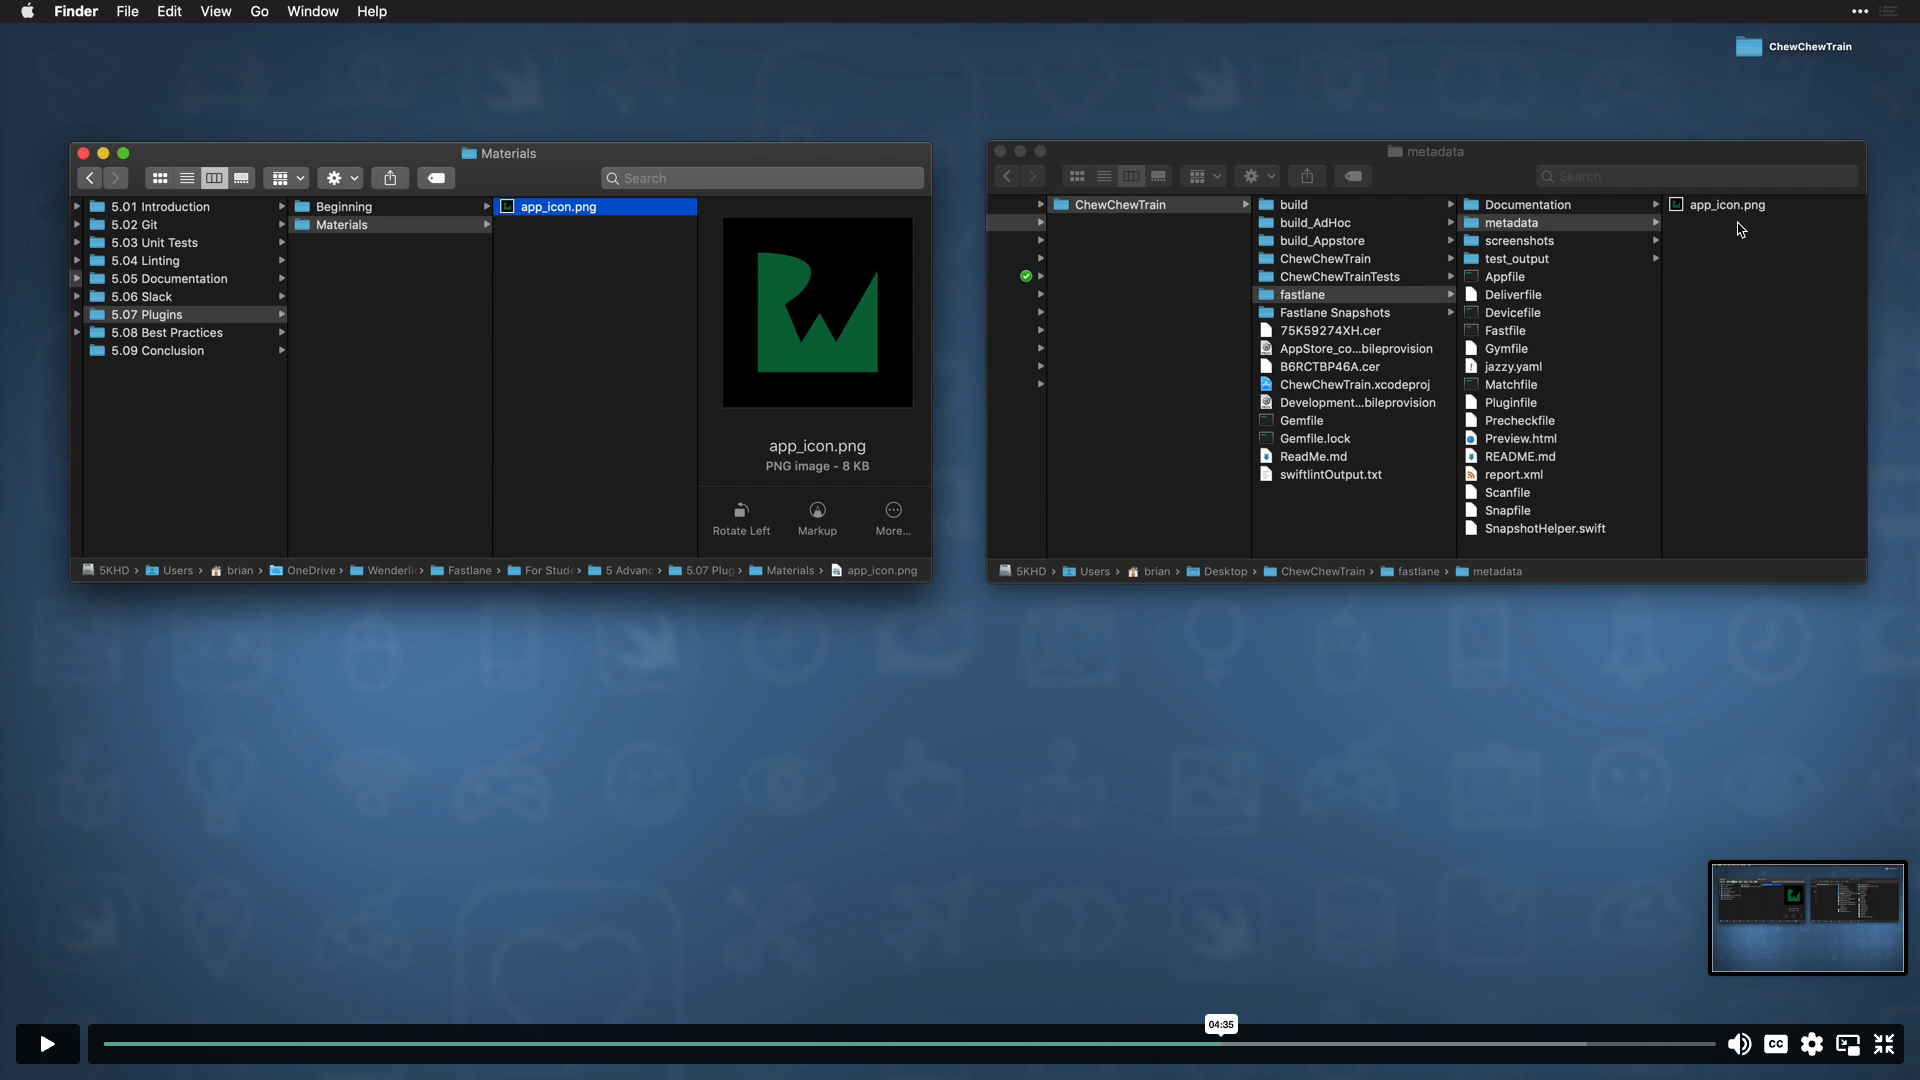 Finder File Edit View Go Window Help
ChewChewTrain
Materials
Search
5.01 Introduction
5.02 Git
5.03 Unit Tests
5.04 Linting
5.05 Documentation
5.06 Slack
5.07 Plugins
5.08 Best Practices
5.09 Conclusion
Beginning
Materials
app_icon.png
app_icon.png
PNG image - 8 KB
Rotate Left Markup More...
5KHD Users brian OneDrive Wenderli Fastlane For Stude 5 Advanc 5.07 Plug Materials app_icon.png
metadata
Search
ChewChewTrain
build
build_AdHoc
build_Appstore
ChewChewTrain
ChewChewTrainTests
fastlane
Fastlane Snapshots
75K59274XH.cer
AppStore_co...bileprovision
B6RCTBP46A.cer
ChewChewTrain.xcodeproj
Development...bileprovision
Gemfile
Gemfile.lock
ReadMe.md
swiftlintOutput.txt
Documentation
metadata
screenshots
test_output
Appfile
Deliverfile
Devicefile
Fastfile
Gymfile
jazzy.yaml
Matchfile
Pluginfile
Precheckfile
Preview.html
README.md
report.xml
Scanfile
Snapfile
SnapshotHelper.swift
app_icon.png
5KHD Users brian Desktop ChewChewTrain fastlane metadata
04:35
CC